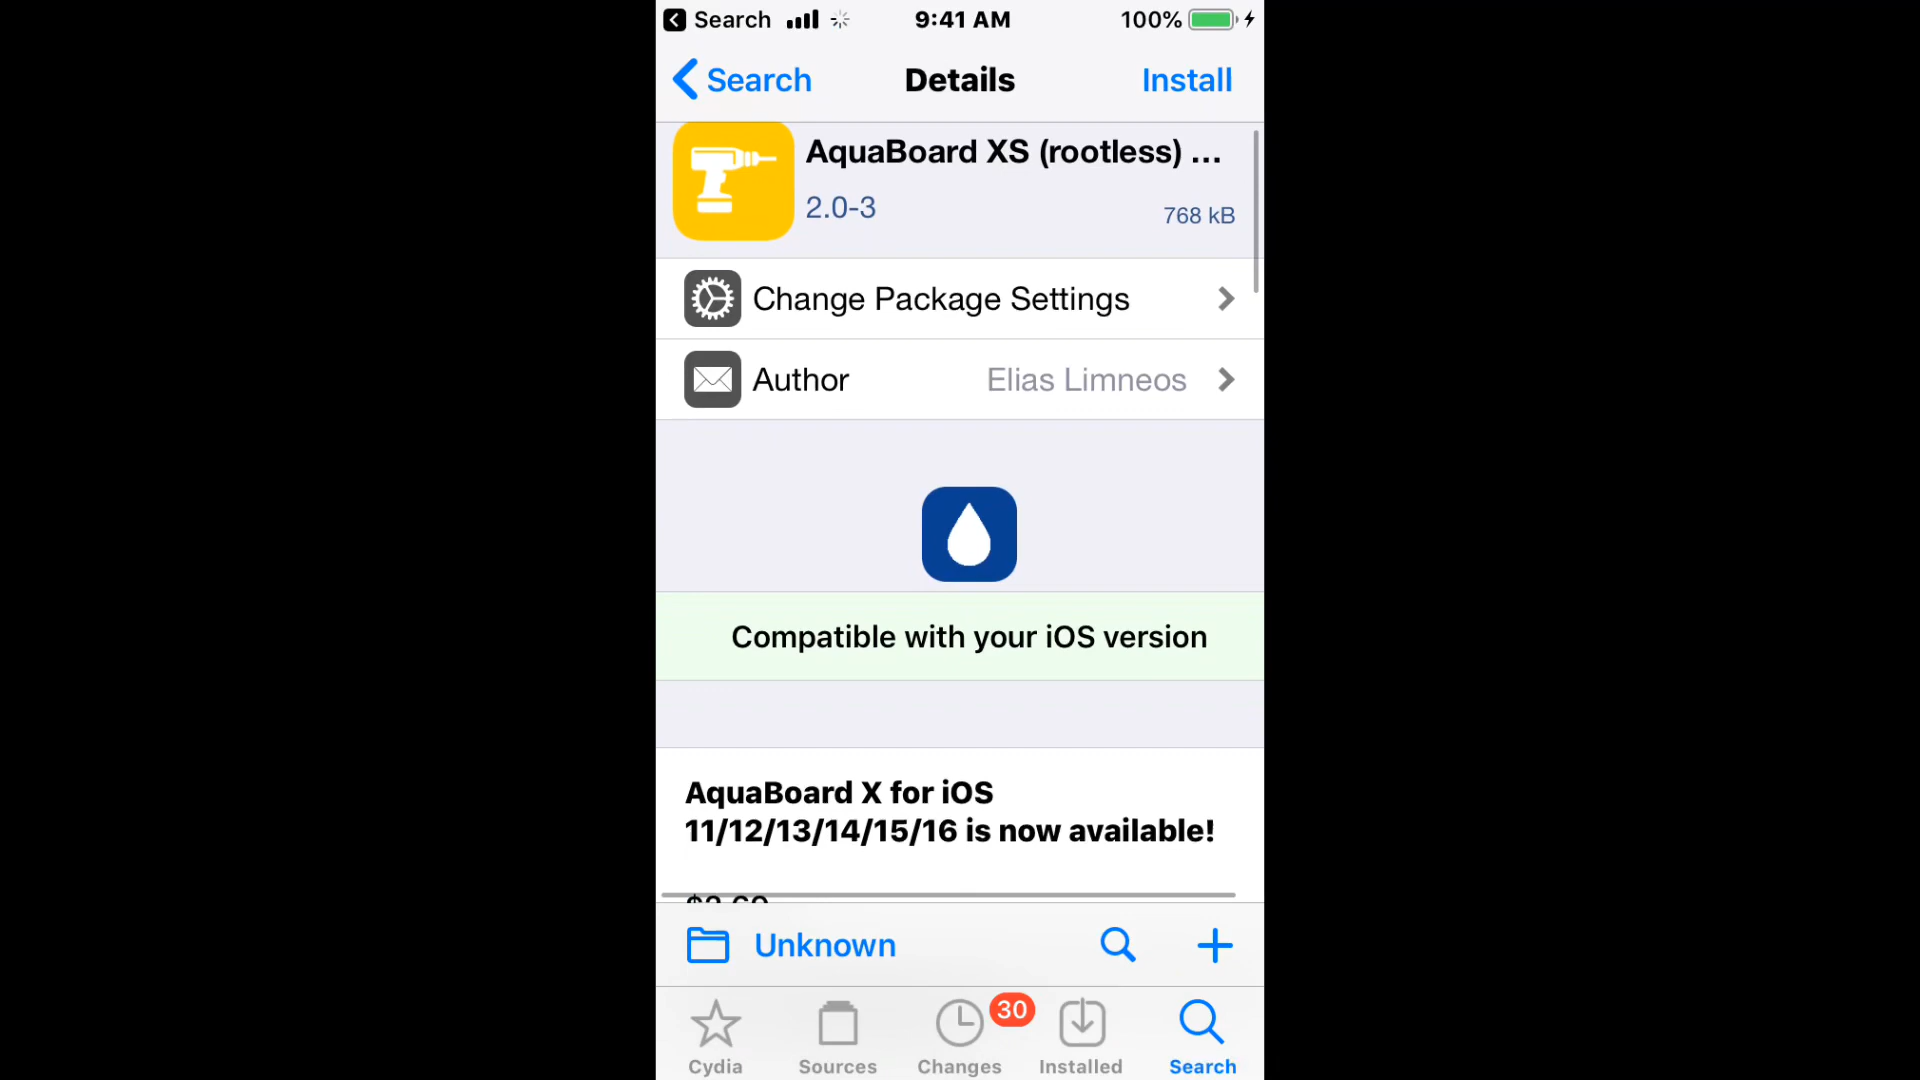 Search 9:41 AM 100%
Search Details Install
AquaBoard XS (rootless) ...
2.0-3 768 kB
Change Package Settings
Author Elias Limneos
Compatible with your iOS version
AquaBoard X for iOS
11/12/13/14/15/16 is now available!
Unknown
30
Cydia Sources Changes Installed Search